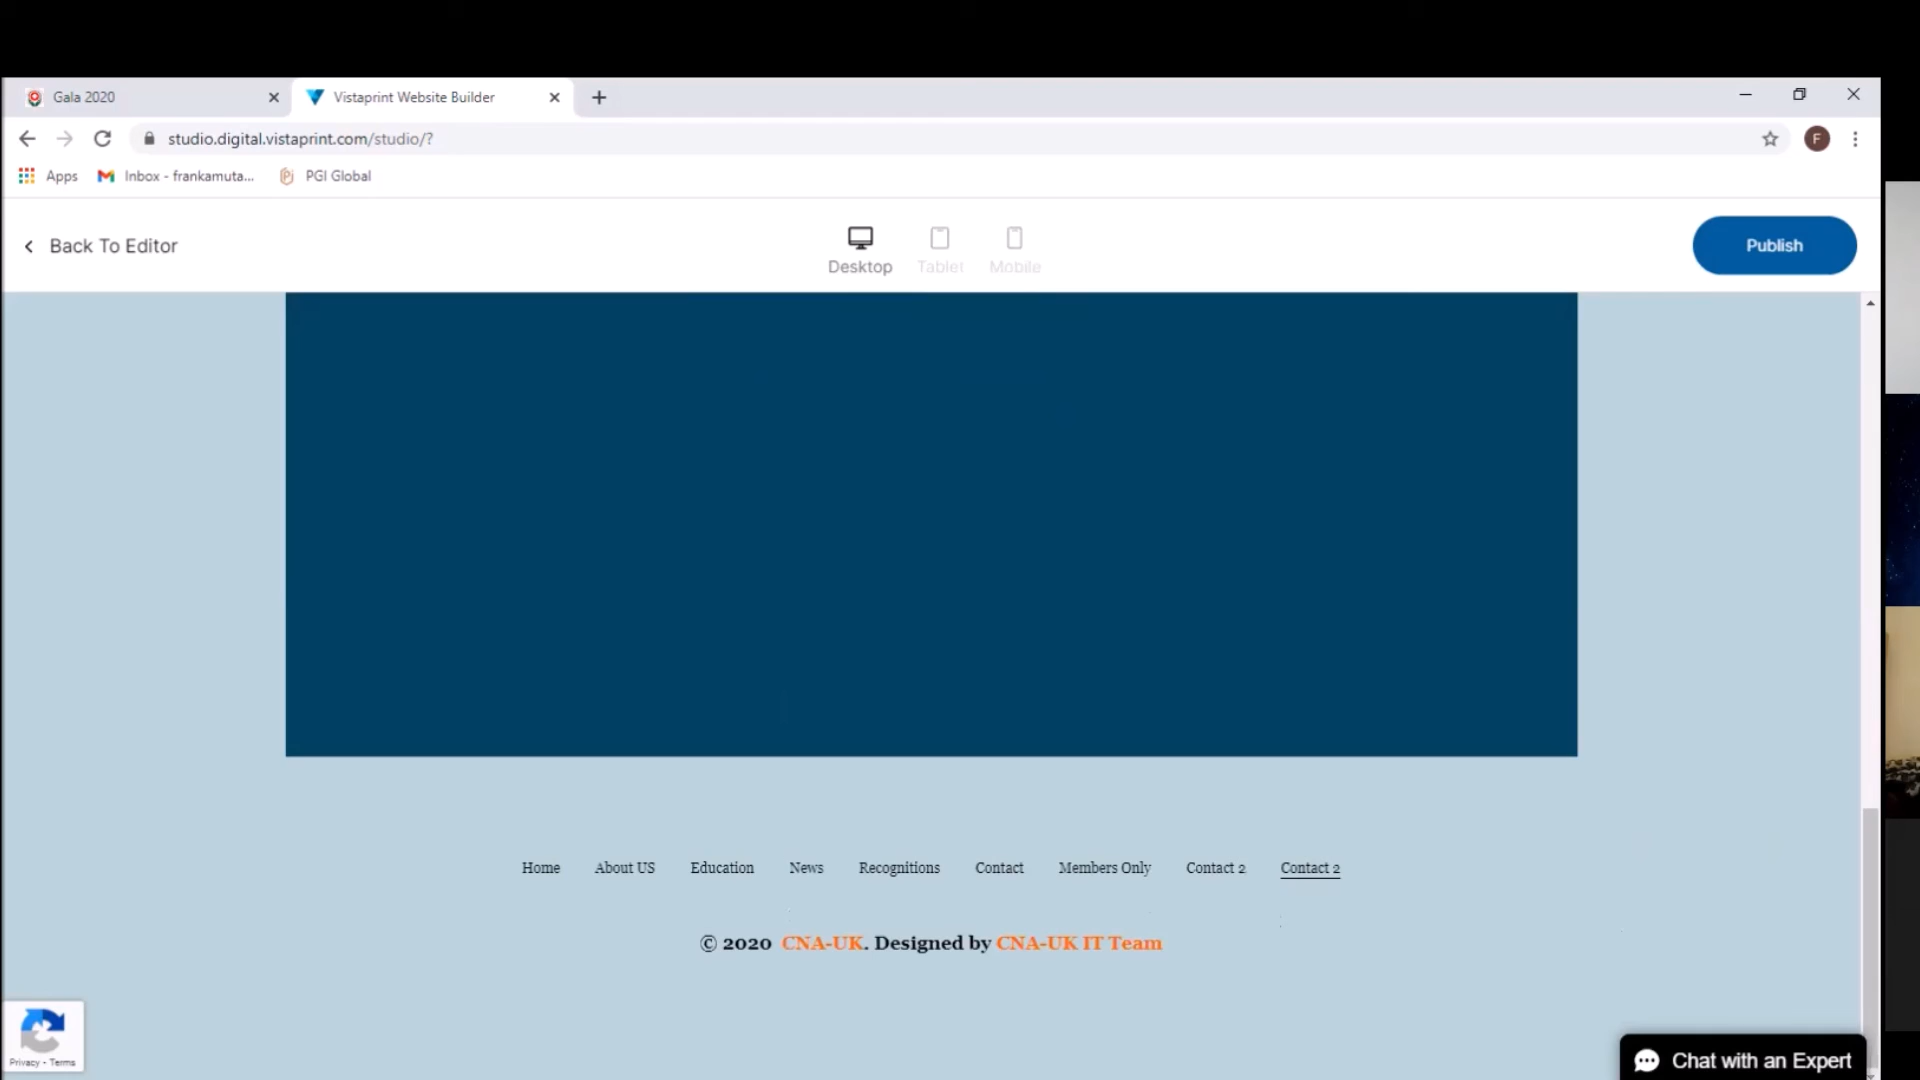 Gala 2020
Vistaprint Website Builder
studio.digital.vistaprint.com/studio/?
F
Apps
Inbox - frankamuta...
PGI Global
Back To Editor
Desktop
Tablet
Mobile
Publish
Home About US Education News Recognitions Contact Members Only Contact 2 Contact 2
© 2020 CNA-UK. Designed by CNA-UK IT Team
Privacy - Terms
Chat with an Expert